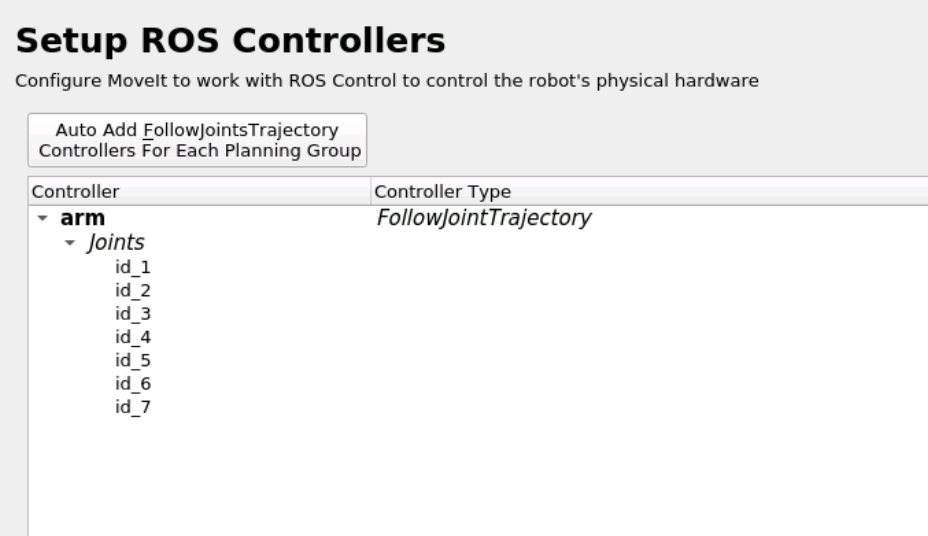 Setup ROS Controllers
Configure MoveIt to work with ROS Control to control the robot's physical hardware
Auto Add FollowJointsTrajectory
Controllers For Each Planning Group
Controller Controller Type
arm FollowJointTrajectory
Joints
id_1
id_2
id_3
id_4
id_5
id_6
id_7